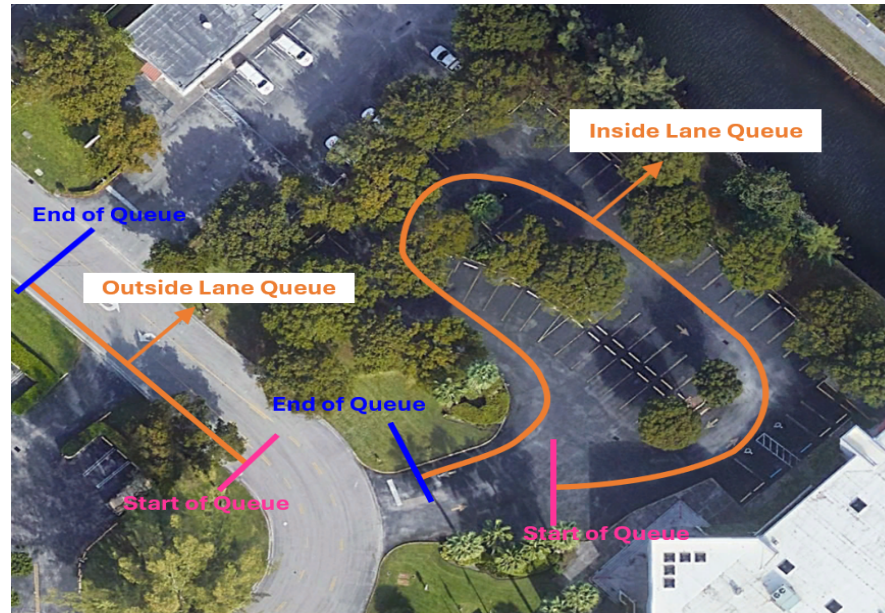 Inside Lane Queue
End of Queue
Outside Lane Queue
End of Queue
Start of Queue
Start of Queue